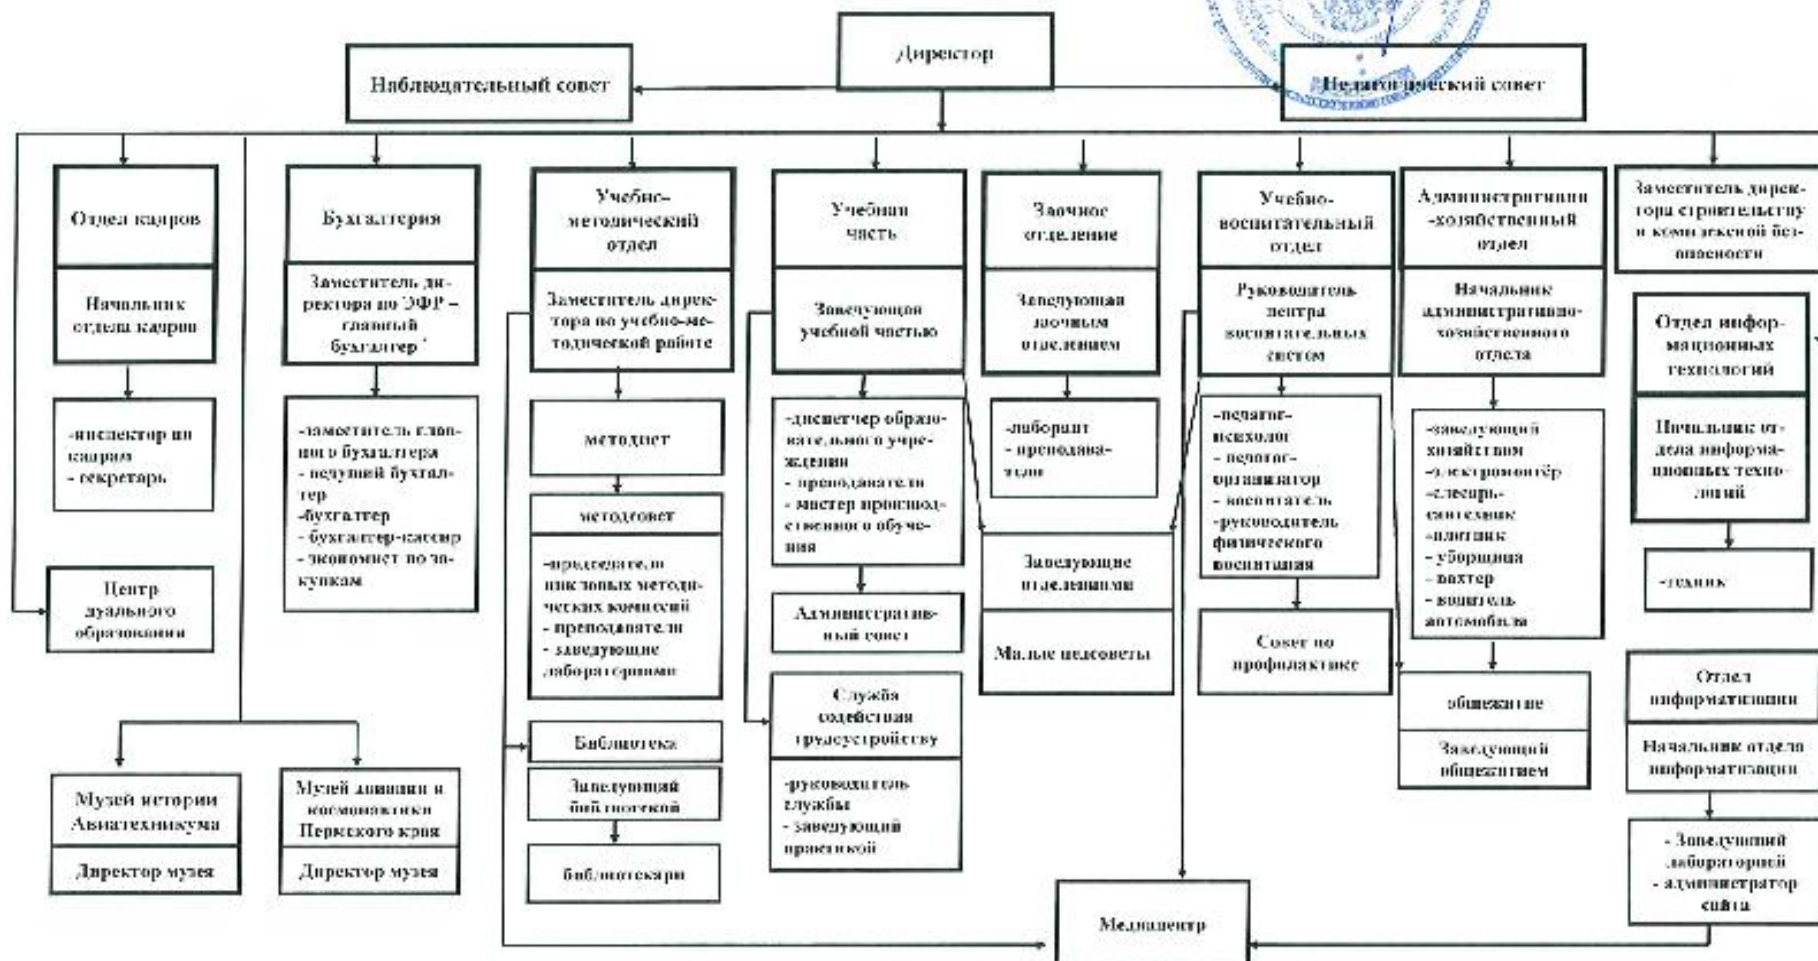 Директор
Наблюдательный совет
Педагогический совет
Отдел кадров
Начальник
отдела кадров
-инспектор по
кадрам
- секретарь
Центр
дуального
образования
Музей истории
Авиатехникума
Директор музея
Музей авиации и
космонавтики
Пермского края
Директор музея
Бухгалтерия
Заместитель ди-
ректора по ЭФР –
главный
бухгалтер
-заместитель глав-
ного бухгалтера
- ведущий бухгал-
тер
-бухгалтер
- бухгалтер-кассир
- экономист по за-
купкам
Учебно-
методический
отдел
Заместитель дирек-
тора по учебно-ме-
тодической работе
методист
методсовет
-председатели
цикловых методи-
ческих комиссий
- преподаватели
- заведующие
лабораториями
Библиотека
Заведующий
библиотекой
библиотекари
Учебная
часть
Заведующая
учебной частью
-диспетчер образо-
вательного учре-
ждения
- преподаватели
- мастер производ-
ственного обуче-
ния
Административ-
ный совет
Служба
содействия
трудоустройству
-руководитель
службы
- заведующий
практикой
Заочное
отделение
Заведующая
заочным
отделением
-лаборант
- преподава-
тели
Заведующие
отделениями
Малые педсоветы
Учебно-
воспитательный
отдел
Руководитель
центра
воспитательных
систем
-педагог-
психолог
- педагог-
организатор
- воспитатель
-руководитель
физического
воспитания
Совет по
профилактике
Медиацентр
Административно
-хозяйственный
отдел
Начальник
административно-
хозяйственного
отдела
-заведующий
хозяйством
-электромонтёр
-слесарь-
сантехник
-плотник
- уборщица
- вахтер
- водитель
автомобиля
общежитие
Заведующий
общежитием
Заместитель дирек-
тора строительству
и комплексной без-
опасности
Отдел инфор-
мационных
технологий
Начальник от-
дела информа-
ционных техно-
логий
-техник
Отдел
информатизации
Начальник отдела
информатизации
- Заведующий
лабораторией
- администратор
сайта